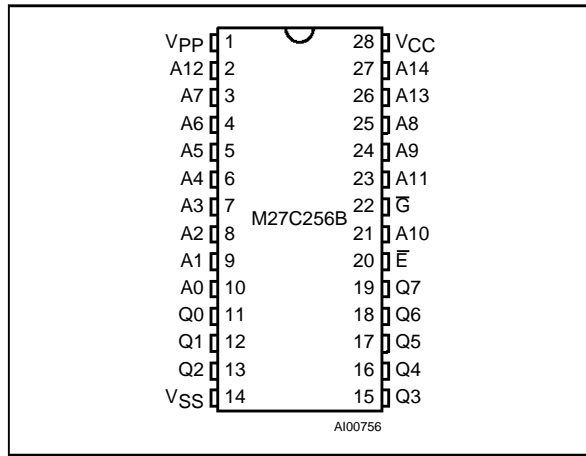 VPP 1 28 VCC
A12 2 27 A14
A7 3 26 A13
A6 4 25 A8
A5 5 24 A9
A4 6 23 A11
A3 7 22 G̅
M27C256B
A2 8 21 A10
A1 9 20 E̅
A0 10 19 Q7
Q0 11 18 Q6
Q1 12 17 Q5
Q2 13 16 Q4
VSS 14 15 Q3
AI00756